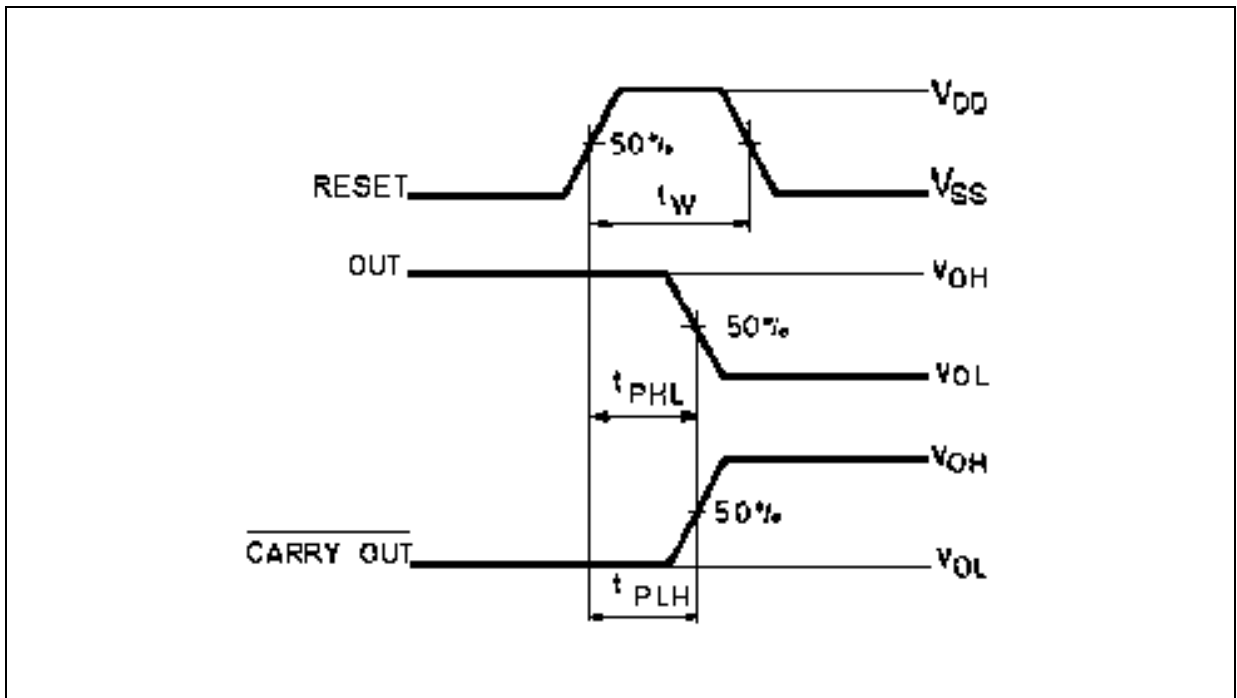 VDD
50%
RESET
VSS
tW
OUT
VOH
50%
VOL
tPHL
VOH
50%
CARRY OUT
VOL
tPLH